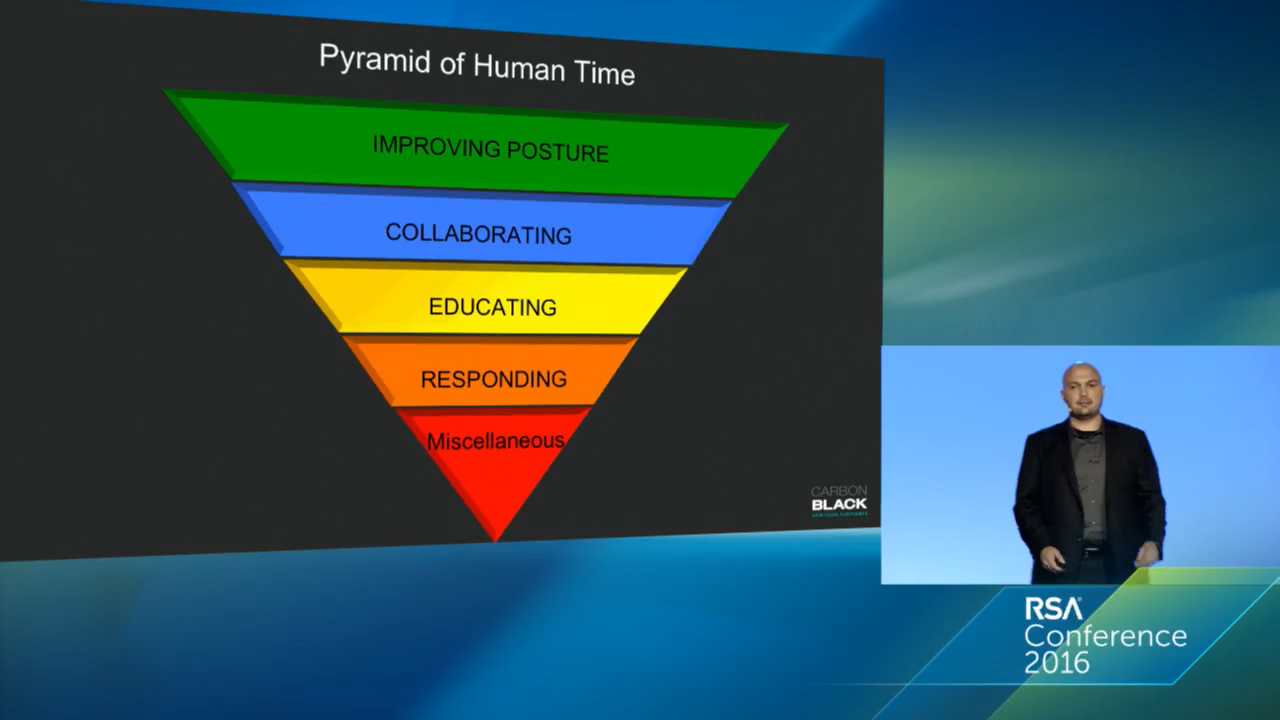 Pyramid of Human Time
IMPROVING POSTURE
COLLABORATING
EDUCATING
RESPONDING
Miscellaneous
CARBON
BLACK
RSA
Conference
2016